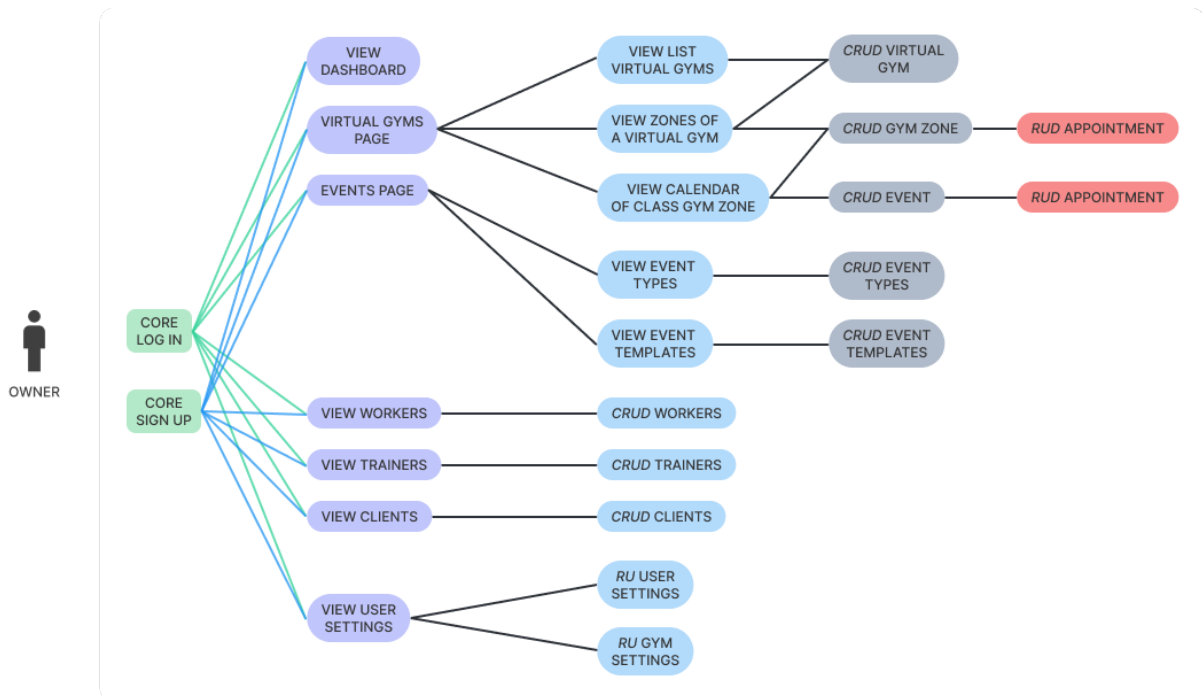 OWNER
CORE
LOG IN
CORE
SIGN UP
VIEW
DASHBOARD
VIRTUAL GYMS
PAGE
EVENTS PAGE
VIEW WORKERS
VIEW TRAINERS
VIEW CLIENTS
VIEW USER
SETTINGS
VIEW LIST
VIRTUAL GYMS
VIEW ZONES OF
A VIRTUAL GYM
VIEW CALENDAR
OF CLASS GYM ZONE
VIEW EVENT
TYPES
VIEW EVENT
TEMPLATES
CRUD WORKERS
CRUD TRAINERS
CRUD CLIENTS
RU USER
SETTINGS
RU GYM
SETTINGS
CRUD VIRTUAL
GYM
CRUD GYM ZONE
CRUD EVENT
CRUD EVENT
TYPES
CRUD EVENT
TEMPLATES
RUD APPOINTMENT
RUD APPOINTMENT